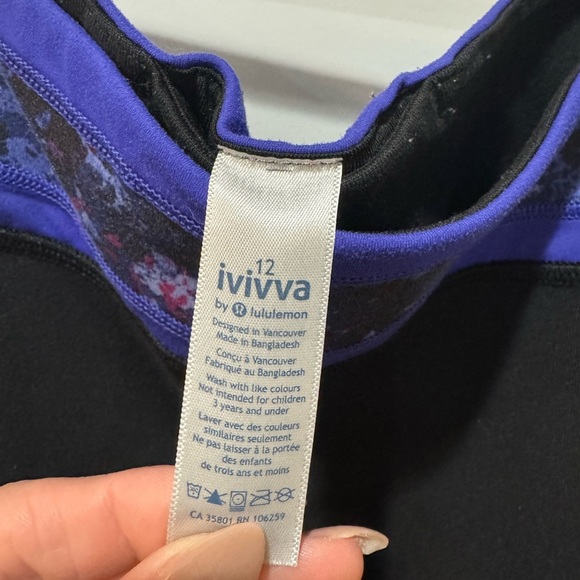 12
ivivva
by lululemon
Designed in Vancouver
Made in Bangladesh
Conçu à Vancouver
Fabriqué au Bangladesh
Wash with like colours
Not intended for children
3 years and under
Laver avec des couleurs
similaires seulement
Ne pas laisser à la portée
des enfants
de trois ans et moins
CA 35801 RN 106259